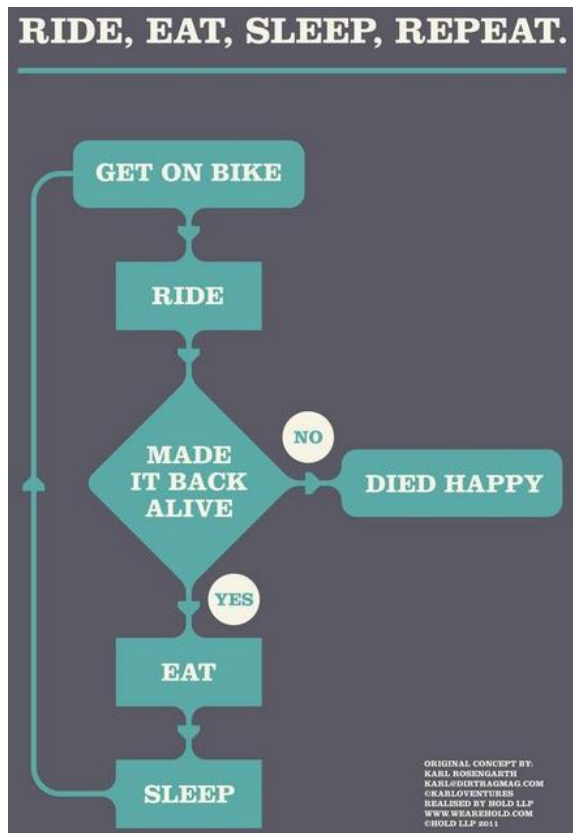 RIDE, EAT, SLEEP, REPEAT.
GET ON BIKE
RIDE
MADE
IT BACK
ALIVE
NO
DIED HAPPY
YES
EAT
SLEEP
ORIGINAL CONCEPT BY:
KARL ROSENGARTH
KARL@DIRTRAGMAG.COM
©KARLOVENTURES
REALISED BY HOLD LLP
WWW.WEAREHOLD.COM
©HOLD LLP 2011